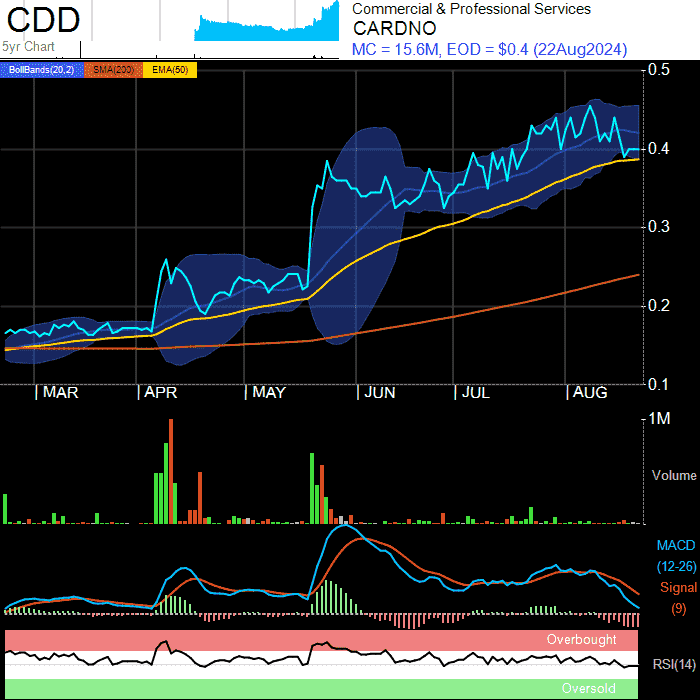 CDD
5yr Chart
Commercial & Professional Services
CARDNO
MC = 15.6M, EOD = $0.4 (22Aug2024)
BollBands(20,2) SMA(200) EMA(50)
0.5
0.4
0.3
0.2
0.1
MAR APR MAY JUN JUL AUG
1M
Volume
MACD
(12-26)
Signal
(9)
Overbought
RSI(14)
Oversold